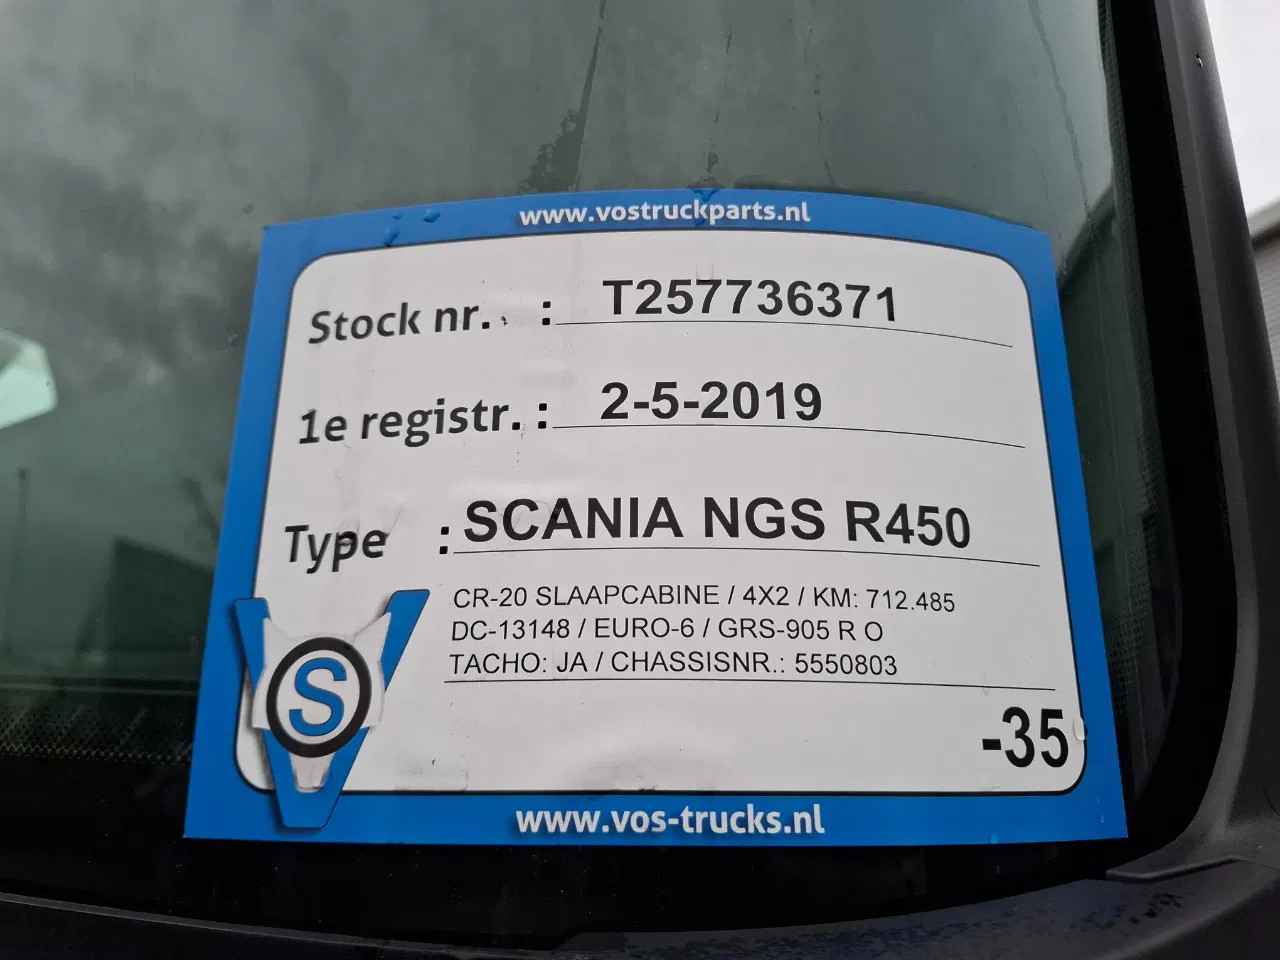 www.vostruckparts.nl
Stock nr. : T257736371
1e registr. : 2-5-2019
Type : SCANIA NGS R450
CR-20 SLAAPCABINE / 4X2 / KM: 712.485
DC-13148 / EURO-6 / GRS-905 R O
TACHO: JA / CHASSISNR.: 5550803
VS
-35
www.vos-trucks.nl